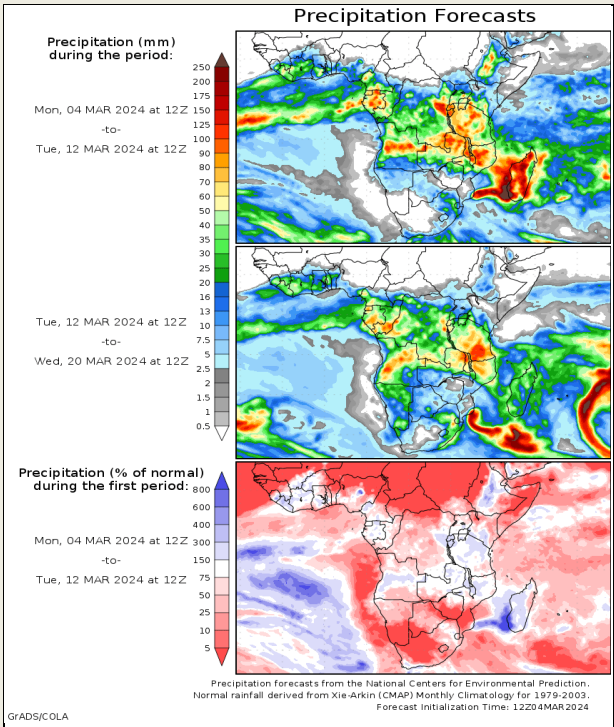 Precipitation Forecasts
Precipitation (mm)
during the period:
Mon, 04 MAR 2024 at 12Z
-to-
Tue, 12 MAR 2024 at 12Z
250
200
175
150
125
100
90
80
70
60
50
40
35
30
25
20
16
13
10
7.5
5
2.5
2
1.5
1
0.5
Tue, 12 MAR 2024 at 12Z
-to-
Wed, 20 MAR 2024 at 12Z
Precipitation (% of normal)
during the first period:
Mon, 04 MAR 2024 at 12Z
-to-
Tue, 12 MAR 2024 at 12Z
800
600
400
300
150
75
50
25
10
5
Precipitation forecasts from the National Centers for Environmental Prediction.
Normal rainfall derived from Xie-Arkin (CMAP) Monthly Climatology for 1979-2003.
Forecast Initialization Time: 12Z04MAR2024
GrADS/COLA